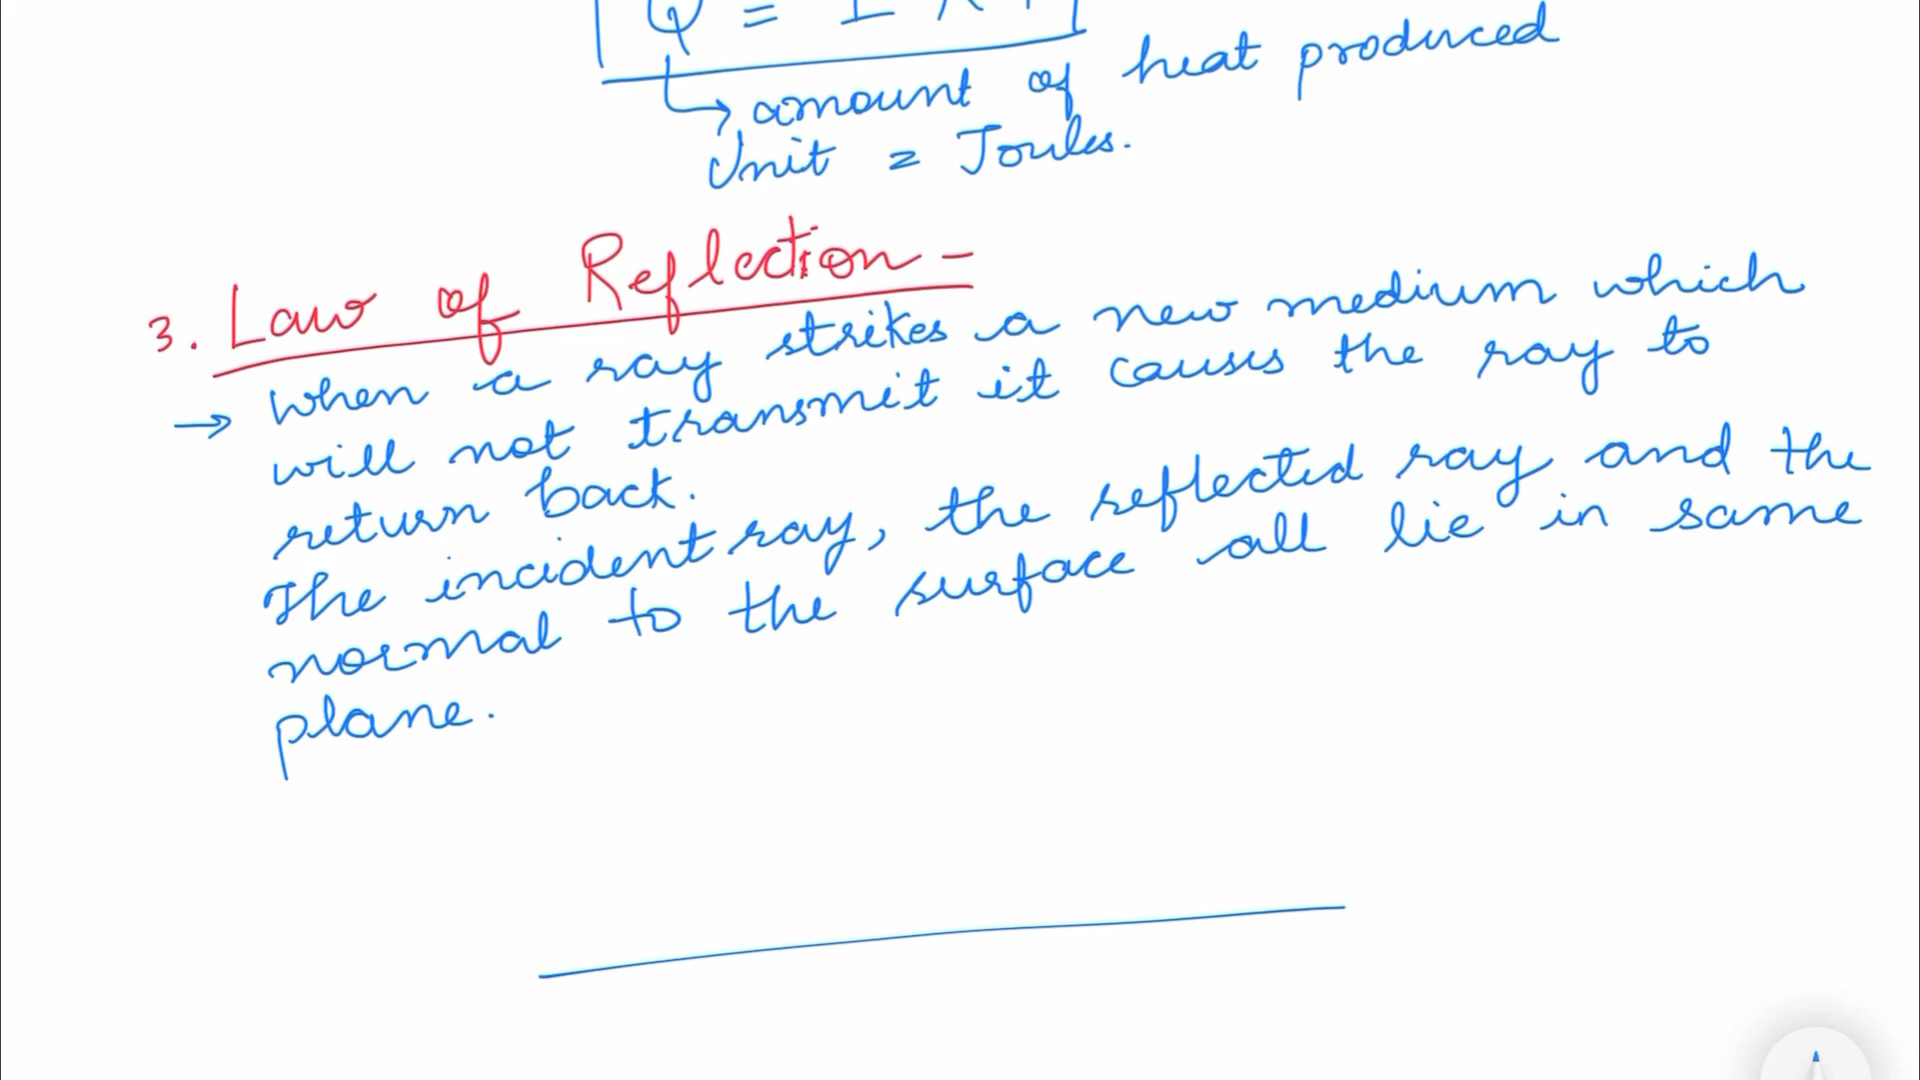 Q =
→ amount of heat produced
Unit = Joules.
3. Law of Reflection -
→ When a ray strikes a new medium which
will not transmit it causes the ray to
return back.
The incident ray, the reflected ray and the
normal to the surface all lie in same
plane.